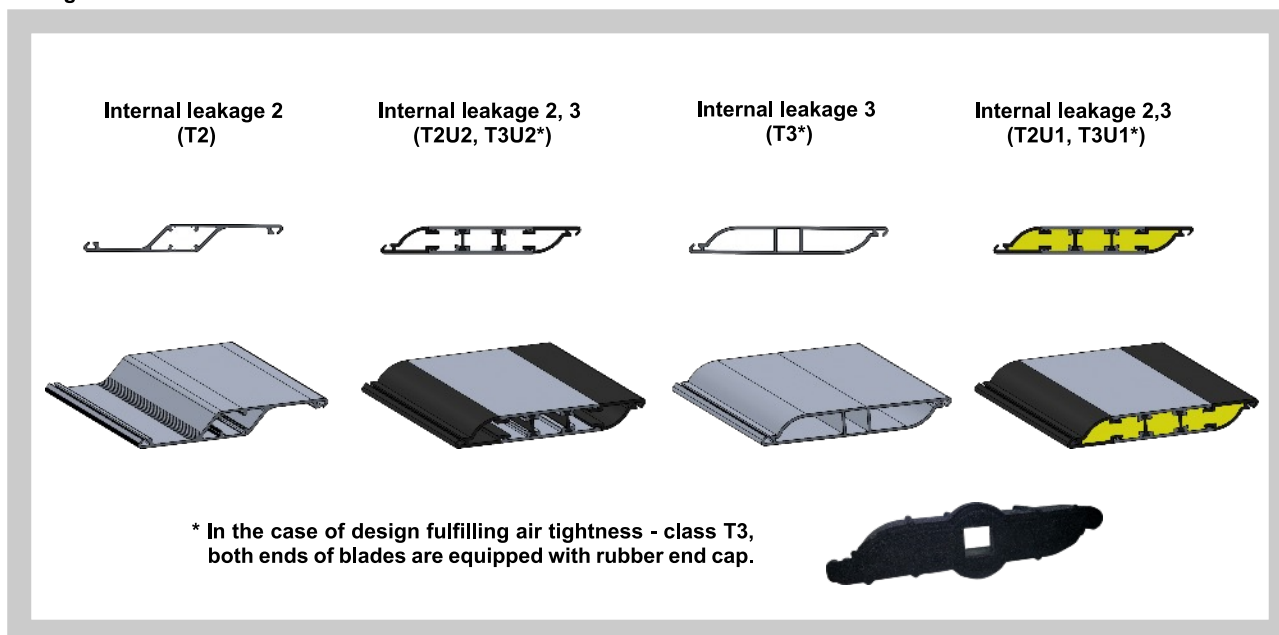 Internal leakage 2
(T2)
Internal leakage 2, 3
(T2U2, T3U2*)
Internal leakage 3
(T3*)
Internal leakage 2,3
(T2U1, T3U1*)
* In the case of design fulfilling air tightness - class T3,
both ends of blades are equipped with rubber end cap.